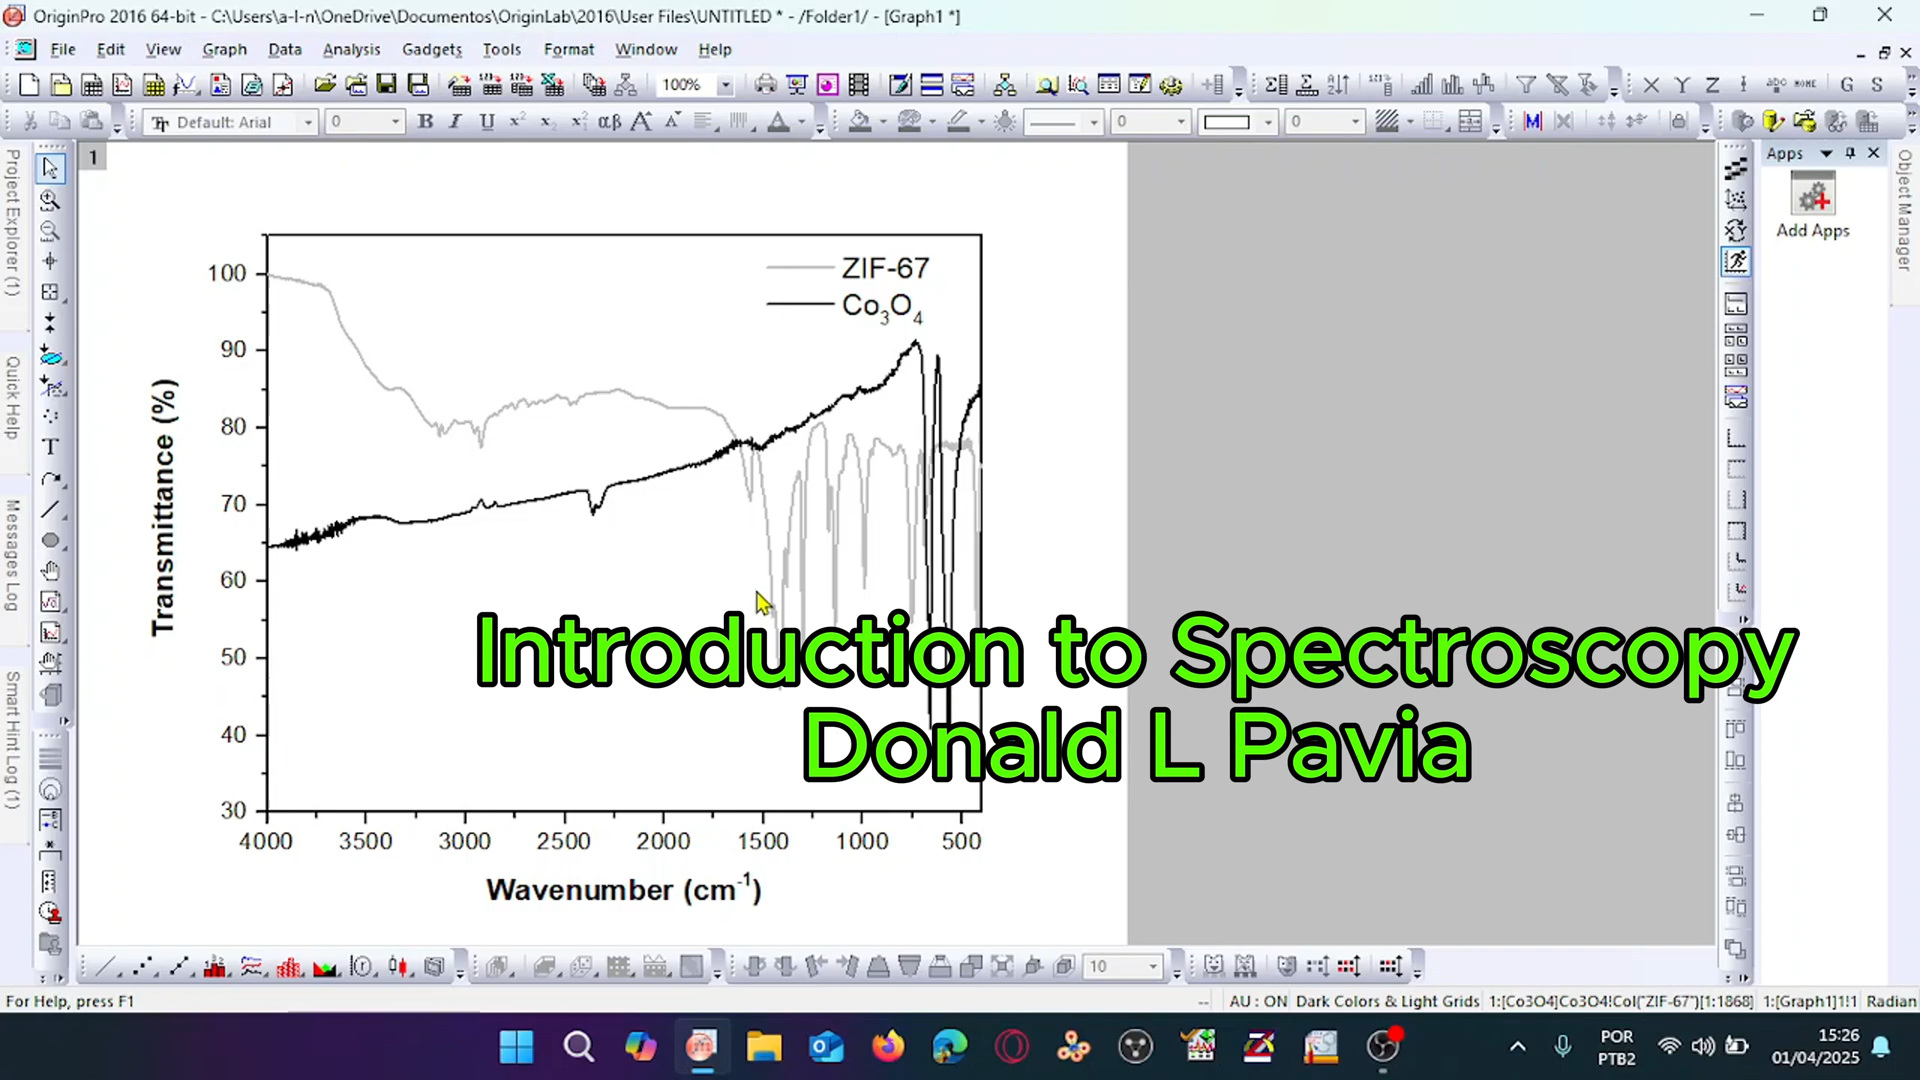 OriginPro 2016 64-bit - C:\Users\a-l-n\OneDrive\Documentos\OriginLab\2016\User Files\UNTITLED * - /Folder1/ - [Graph1 *]
File Edit View Graph Data Analysis Gadgets Tools Format Window Help
100%
X Y Z
G S
Default: Arial
0
B I U
αβ
0
0
Project Explorer (1)
Quick Help
Messages Log
Smart Hint Log (1)
1
Apps
Add Apps
Object Manager
ZIF-67
Co3O4
100
90
80
70
60
50
40
30
Transmittance (%)
4000 3500 3000 2500 2000 1500 1000 500
Wavenumber (cm-1)
Introduction to Spectroscopy
Donald L Pavia
10
For Help, press F1
-- AU : ON Dark Colors & Light Grids 1:[Co3O4]Co3O4!Col("ZIF-67")[1:1868] 1:[Graph1]1!1 Radian
POR
PTB2
15:26
01/04/2025